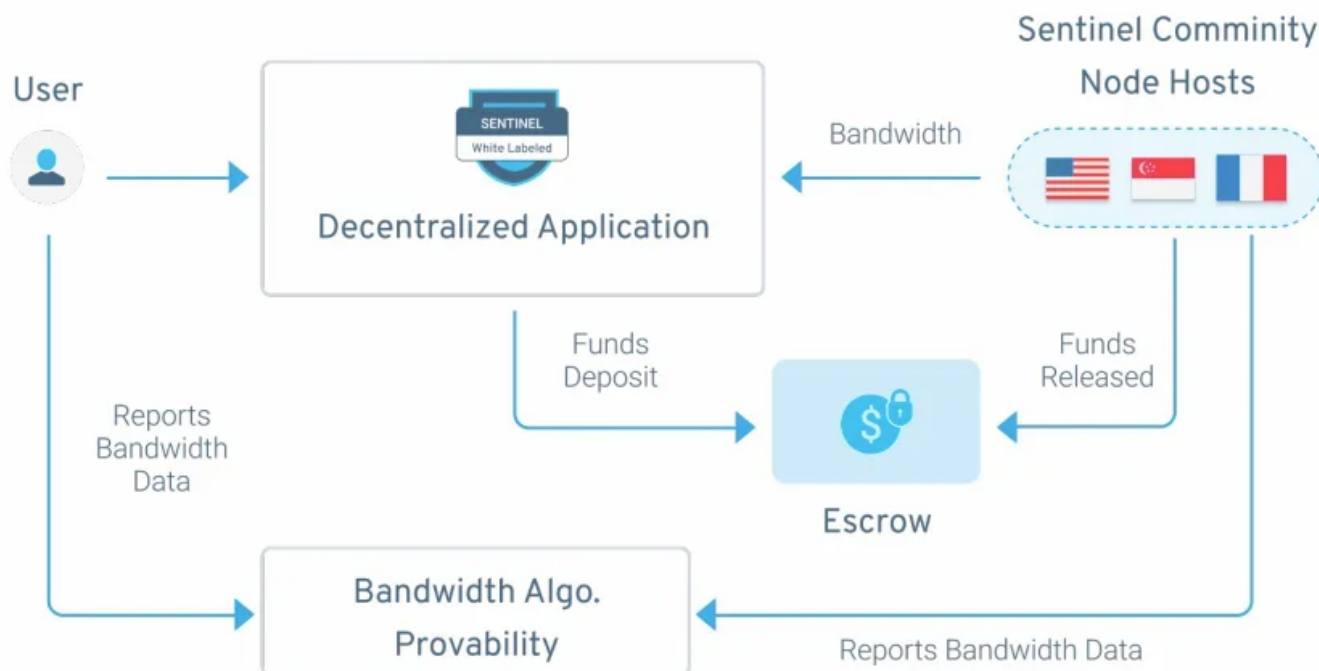 Sentinel Comminity
Node Hosts
User
SENTINEL
White Labeled
Decentralized Application
Bandwidth
Funds
Deposit
Funds
Released
Reports
Bandwidth
Data
$
Escrow
Bandwidth Algo.
Provability
Reports Bandwidth Data